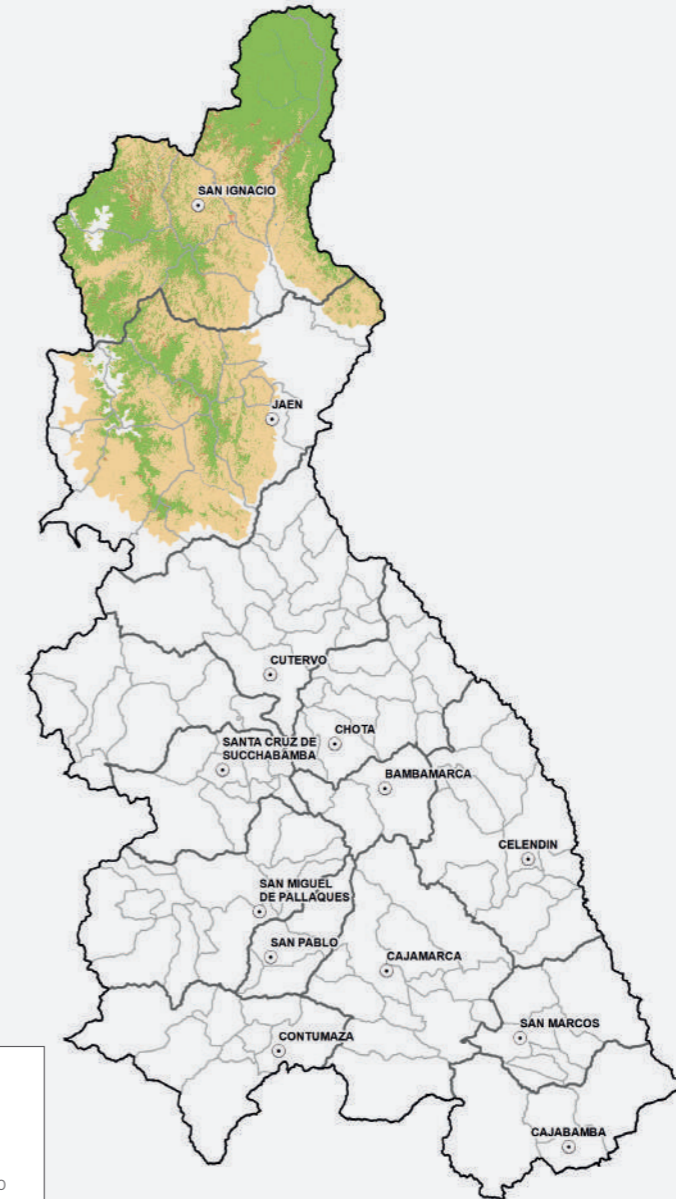 SAN IGNACIO
JAEN
CUTERVO
CHOTA
SANTA CRUZ DE
SUCCHABAMBA
BAMBAMARCA
CELENDIN
SAN MIGUEL
DE PALLAQUES
SAN PABLO
CAJAMARCA
SAN MARCOS
CONTUMAZA
CAJABAMBA